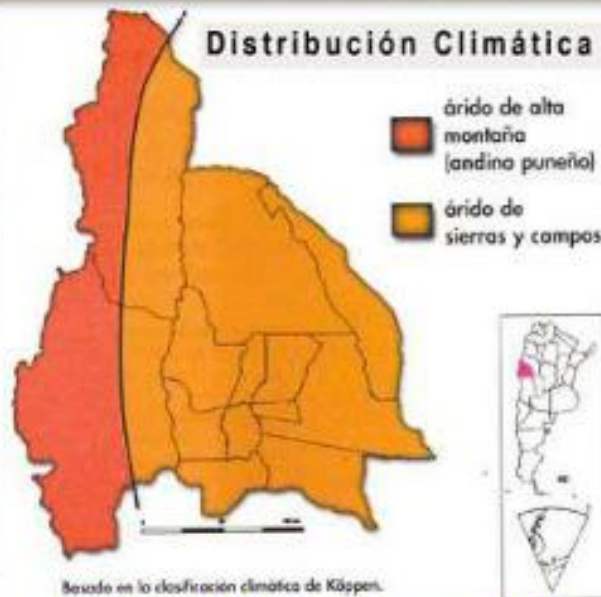 Distribución Climática
árido de alta
montaña
(andino puneño)
árido de
sierras y campos
Basado en la clasificación climática de Köppen.